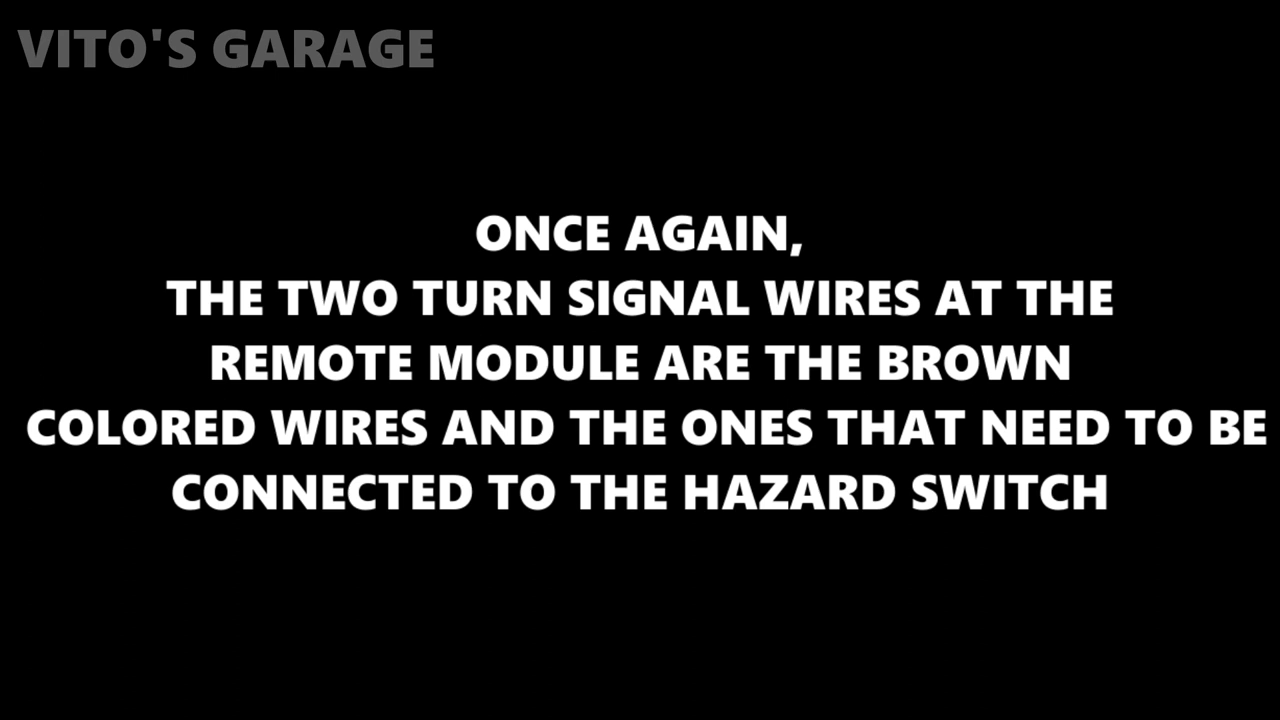 VITO'S GARAGE
ONCE AGAIN,
THE TWO TURN SIGNAL WIRES AT THE
REMOTE MODULE ARE THE BROWN
COLORED WIRES AND THE ONES THAT NEED TO BE
CONNECTED TO THE HAZARD SWITCH